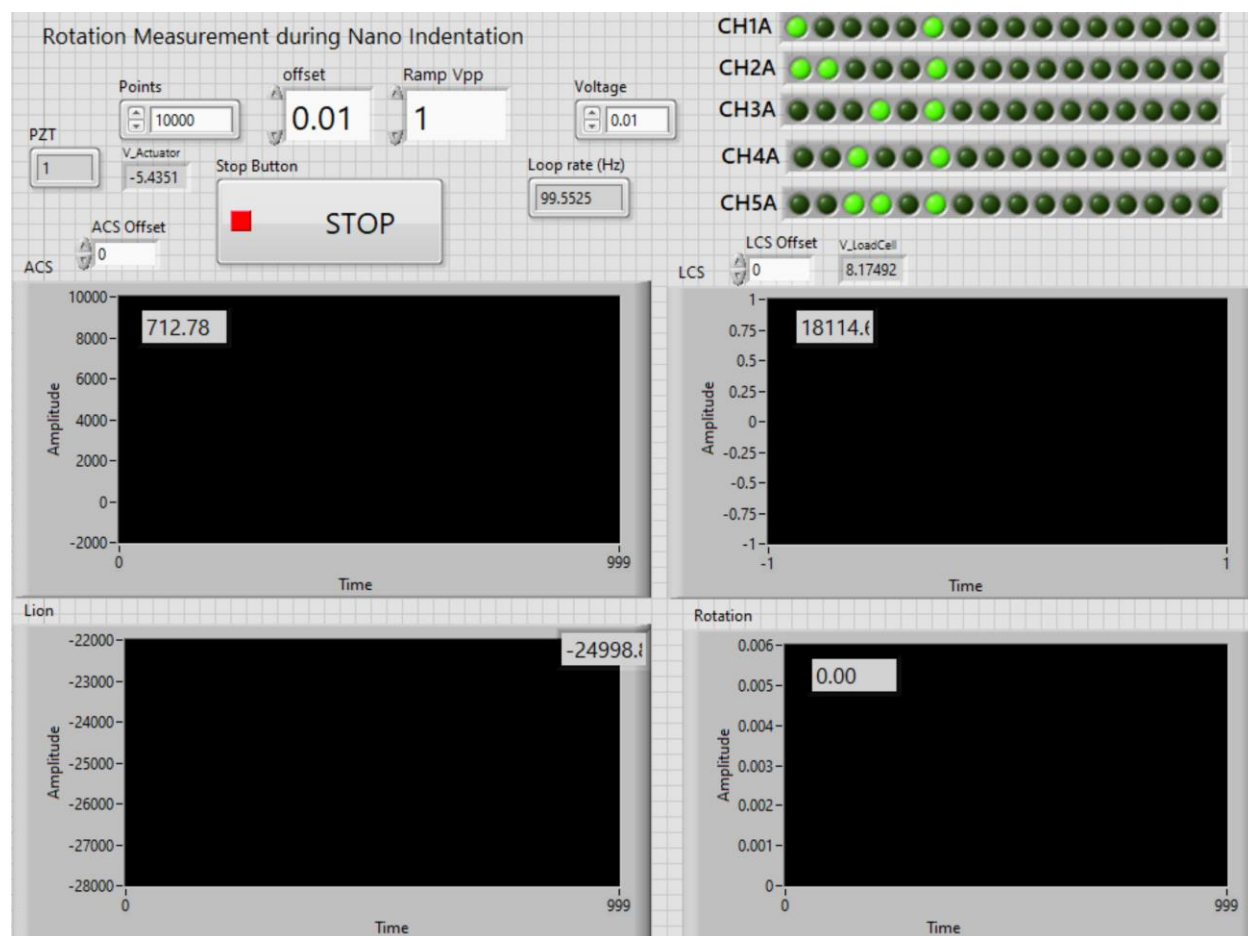 Rotation Measurement during Nano Indentation
Points
10000
offset
0.01
Ramp Vpp
1
Voltage
0.01
PZT
1
V_Actuator
-5.4351
Stop Button
STOP
Loop rate (Hz)
99.5525
CH1A
CH2A
CH3A
CH4A
CH5A
ACS Offset
0
ACS
LCS Offset
0
V_LoadCell
8.17492
LCS
712.78
10000
8000
6000
4000
2000
0
-2000
Amplitude
0
999
Time
18114.6
1
0.75
0.5
0.25
0
-0.25
-0.5
-0.75
-1
Amplitude
-1
1
Time
Lion
-24998.8
-22000
-23000
-24000
-25000
-26000
-27000
-28000
Amplitude
0
999
Time
Rotation
0.00
0.006
0.005
0.004
0.003
0.002
0.001
0
Amplitude
0
999
Time